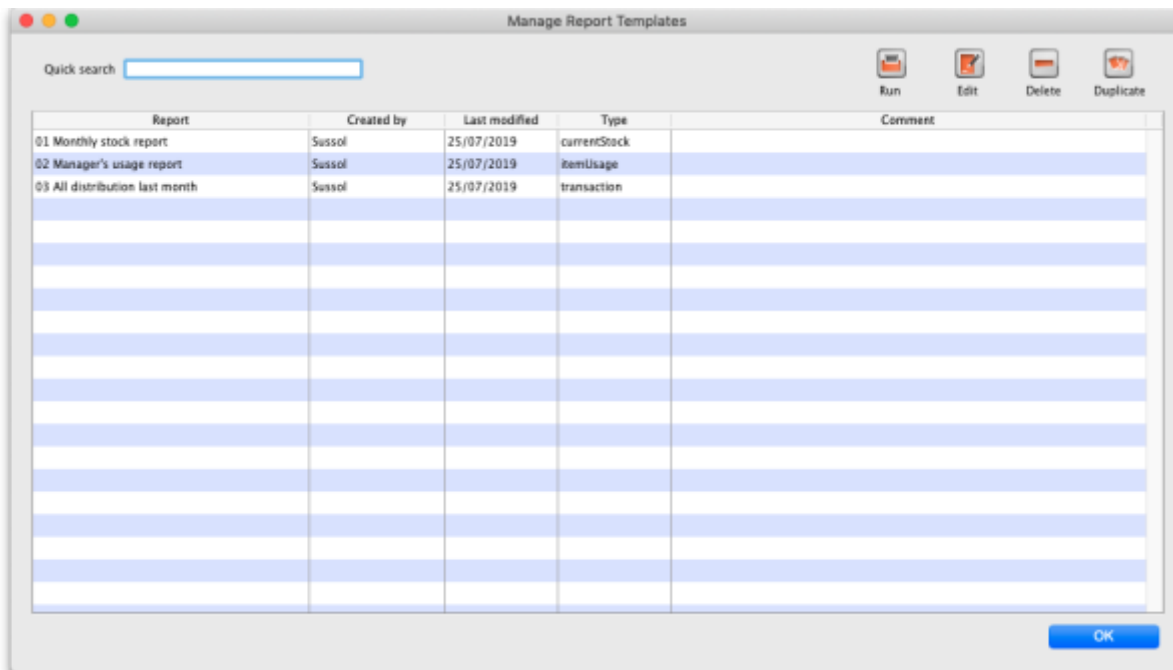 Manage Report Templates
Quick search
Run Edit Delete Duplicate
Report Created by Last modified Type Comment
01 Monthly stock report Sussol 25/07/2019 currentStock
02 Manager's usage report Sussol 25/07/2019 itemUsage
03 All distribution last month Sussol 25/07/2019 transaction
OK